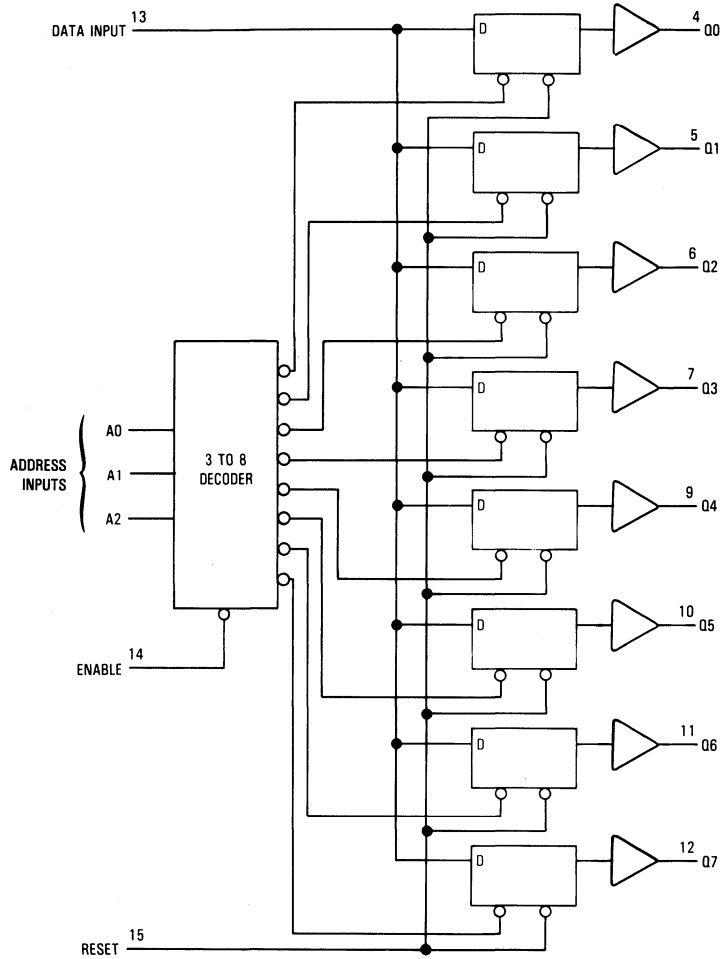 13
DATA INPUT
D
4
Q0
D
5
Q1
D
6
Q2
D
7
Q3
3 TO 8
DECODER
ADDRESS
INPUTS
A0
A1
A2
D
9
Q4
D
10
Q5
14
ENABLE
D
11
Q6
D
12
Q7
15
RESET